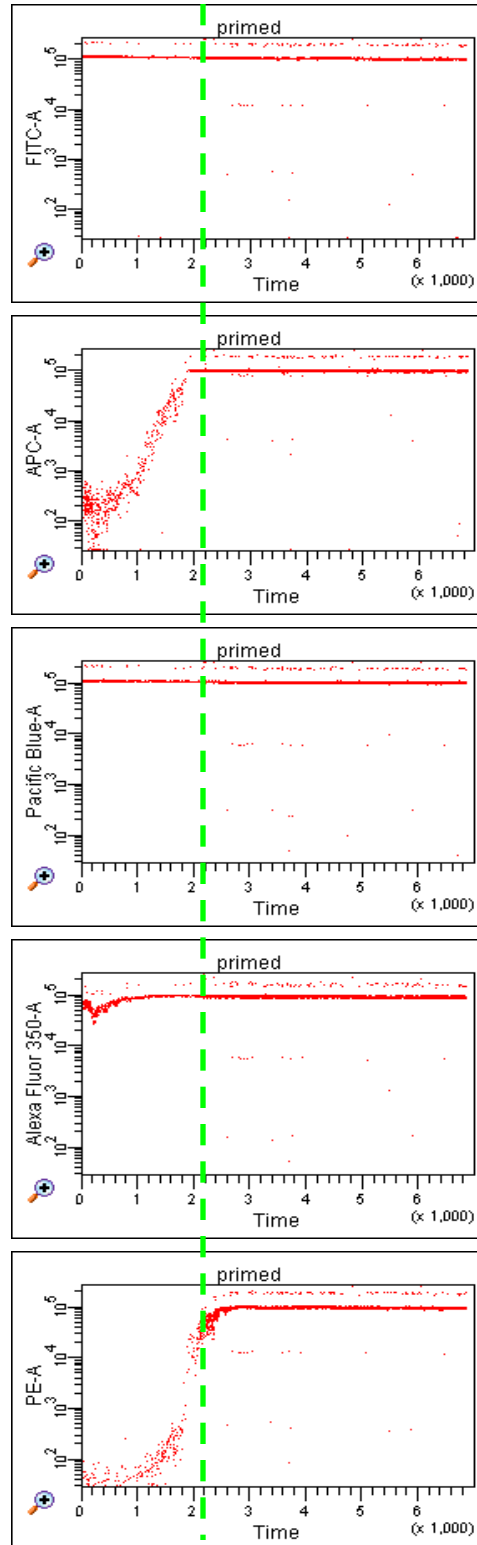 primed
FITC-A
10^5
10^4
10^3
10^2
0 1 2 3 4 5 6
(x 1,000)
Time
primed
APC-A
10^5
10^4
10^3
10^2
0 1 2 3 4 5 6
(x 1,000)
Time
primed
Pacific Blue-A
10^5
10^4
10^3
10^2
0 1 2 3 4 5 6
(x 1,000)
Time
primed
Alexa Fluor 350-A
10^5
10^4
10^3
10^2
0 1 2 3 4 5 6
(x 1,000)
Time
primed
PE-A
10^5
10^4
10^3
10^2
0 1 2 3 4 5 6
(x 1,000)
Time